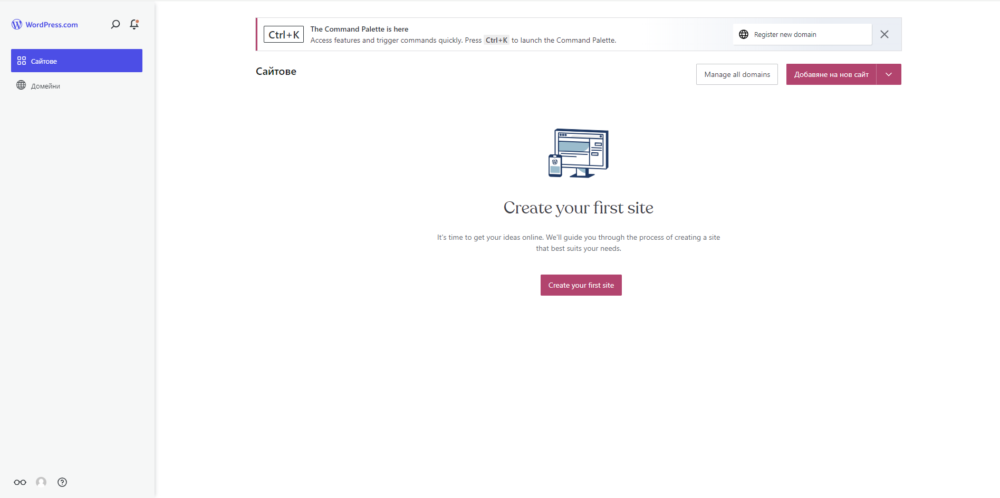 WordPress.com
Сайтове
Домейни
Ctrl+K
The Command Palette is here
Access features and trigger commands quickly. Press Ctrl+K to launch the Command Palette.
Register new domain
Сайтове
Manage all domains
Добавяне на нов сайт
Create your first site
It's time to get your ideas online. We'll guide you through the process of creating a site
that best suits your needs.
Create your first site